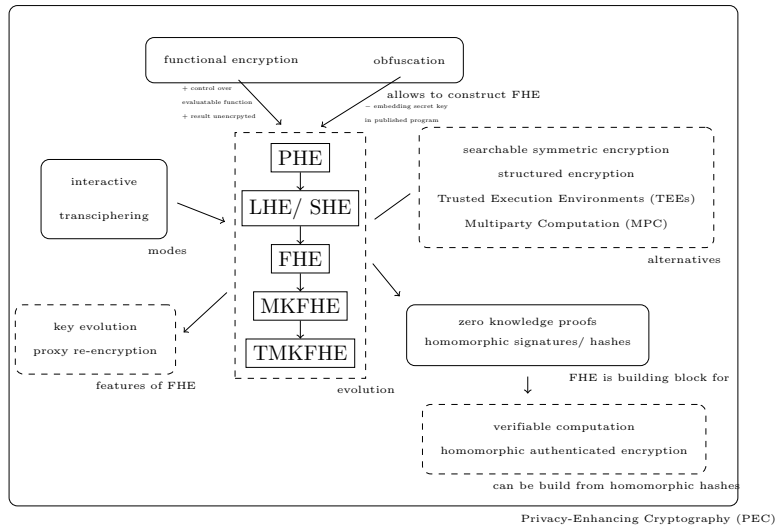 functional encryption
obfuscation
+ control over
evaluatable function
+ result unencrypted
allows to construct FHE
− embedding secret key
in published program
PHE
LHE/ SHE
FHE
MKFHE
TMKFHE
evolution
interactive
transciphering
modes
searchable symmetric encryption
structured encryption
Trusted Execution Environments (TEEs)
Multiparty Computation (MPC)
alternatives
key evolution
proxy re-encryption
features of FHE
zero knowledge proofs
homomorphic signatures/ hashes
FHE is building block for
verifiable computation
homomorphic authenticated encryption
can be build from homomorphic hashes
Privacy-Enhancing Cryptography (PEC)